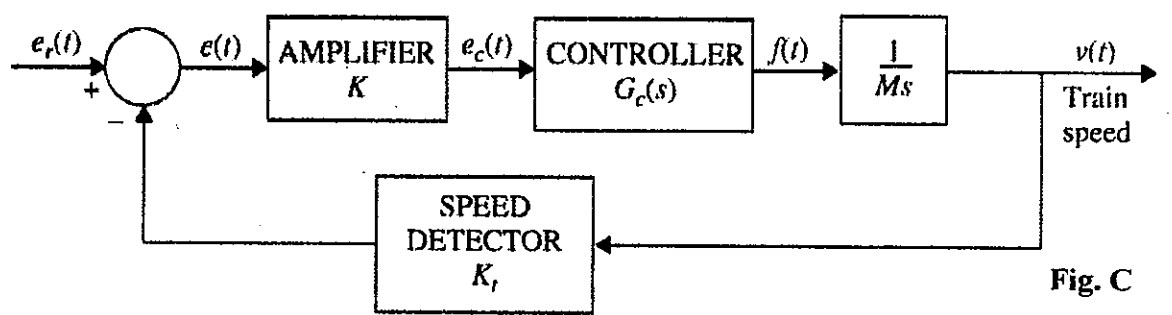 e_r(t)
+
−
e(t)
AMPLIFIER
K
e_c(t)
CONTROLLER
G_c(s)
f(t)
1
Ms
v(t)
Train
speed
SPEED
DETECTOR
K_t
Fig. C